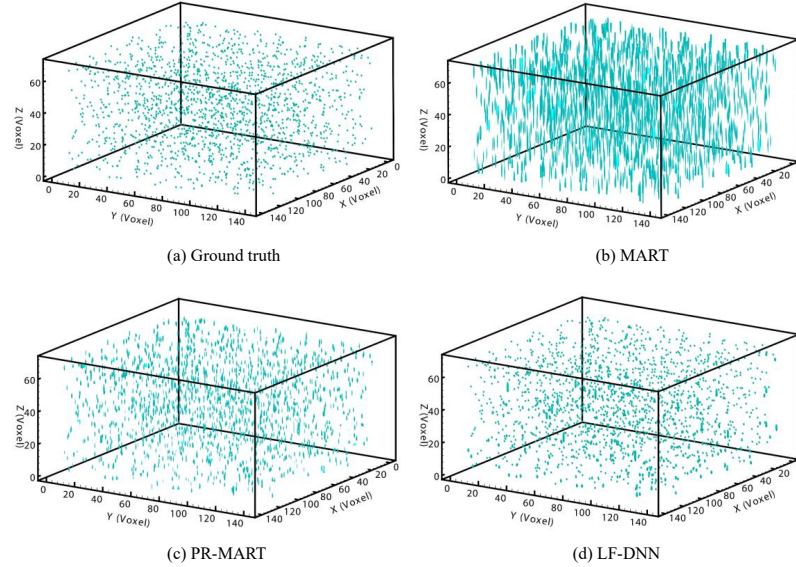 60
40
20
0
Z (Voxel)
0 20 40 60 80 100 120 140
Y (Voxel)
140 120 100 80 60 40 20 0
X (Voxel)
60
40
20
0
Z (Voxel)
0 20 40 60 80 100 120 140
Y (Voxel)
140 120 100 80 60 40 20
X (Voxel)
(a) Ground truth
(b) MART
60
40
20
0
Z (Voxel)
0 20 40 60 80 100 120 140
Y (Voxel)
140 120 100 80 60 40 20 0
X (Voxel)
60
40
20
0
Z (Voxel)
0 20 40 60 80 100 120 140
Y (Voxel)
140 120 100 80 60 40 20
X (Voxel)
(c) PR-MART
(d) LF-DNN